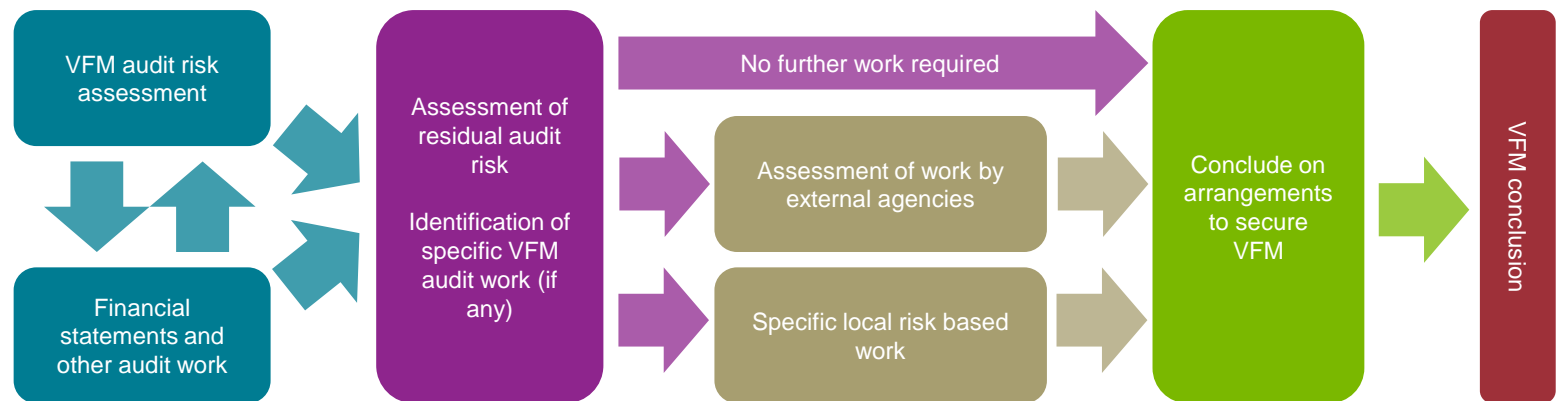 VFM audit risk
assessment
Financial
statements and
other audit work
Assessment of
residual audit
risk
Identification of
specific VFM
audit work (if
any)
No further work required
Assessment of work by
external agencies
Specific local risk based
work
Conclude on
arrangements
to secure
VFM
VFM conclusion